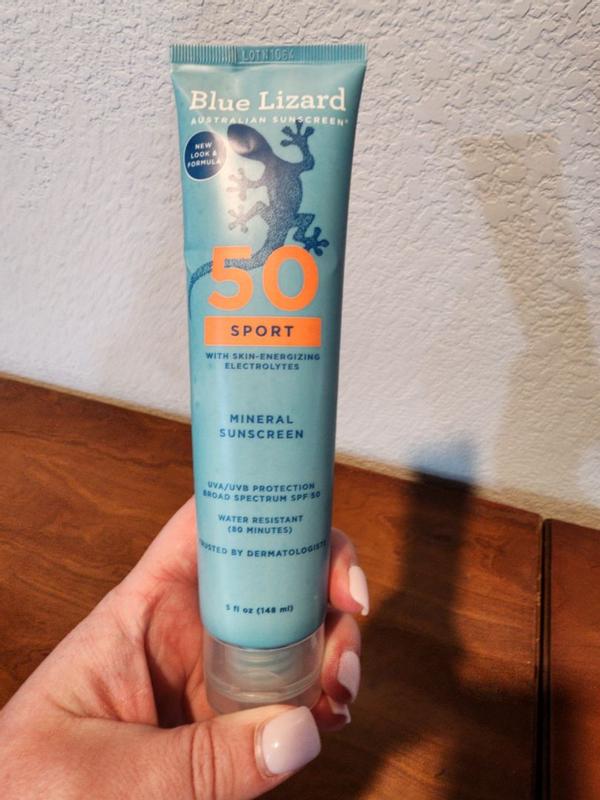 LOTN1064
Blue Lizard
AUSTRALIAN SUNSCREEN®
NEW
LOOK &
FORMULA
50
SPORT
WITH SKIN-ENERGIZING
ELECTROLYTES
MINERAL
SUNSCREEN
UVA/UVB PROTECTION
BROAD SPECTRUM SPF 50
WATER RESISTANT
(80 MINUTES)
TRUSTED BY DERMATOLOGISTS
5 fl oz (148 ml)